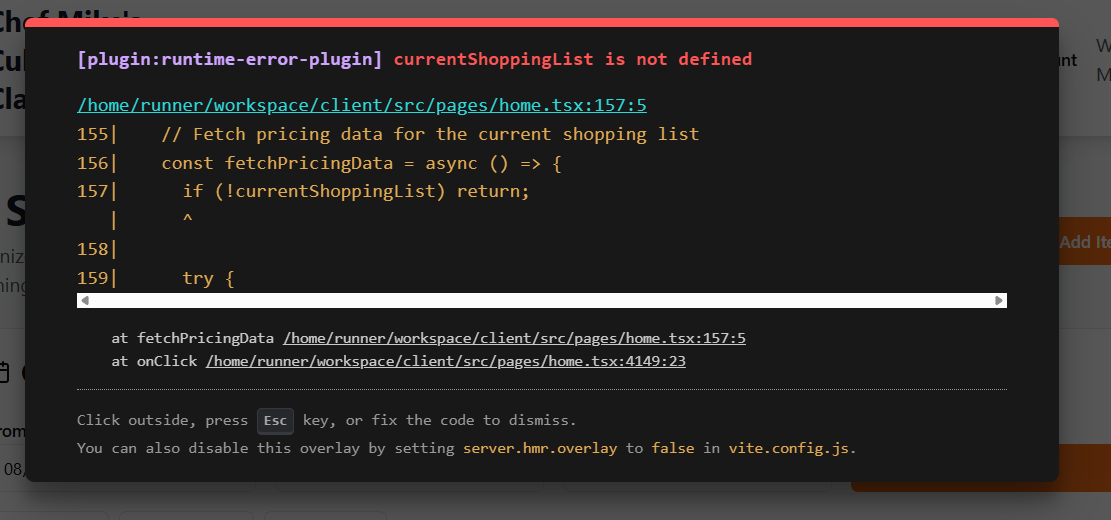 [plugin:runtime-error-plugin] currentShoppingList is not defined
/home/runner/workspace/client/src/pages/home.tsx:157:5
155|    // Fetch pricing data for the current shopping list
156|    const fetchPricingData = async () => {
157|      if (!currentShoppingList) return;
   |      ^
158|
159|      try {
at fetchPricingData /home/runner/workspace/client/src/pages/home.tsx:157:5
at onClick /home/runner/workspace/client/src/pages/home.tsx:4149:23
Click outside, press Esc key, or fix the code to dismiss.
You can also disable this overlay by setting server.hmr.overlay to false in vite.config.js.
Add Ite
08/